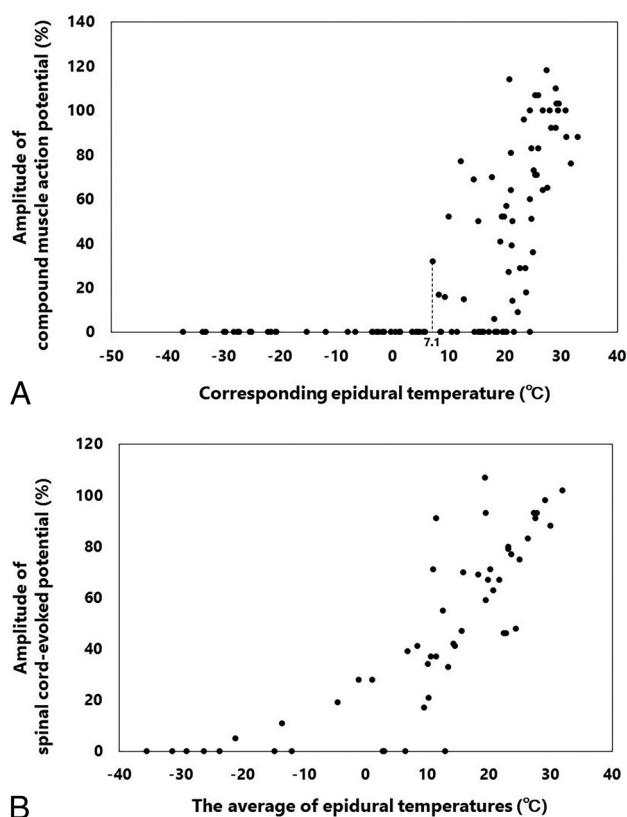 140
120
100
80
60
40
20
0
Amplitude of
compound muscle action potential (%)
-50 -40 -30 -20 -10 0 10 20 30 40
7.1
A
Corresponding epidural temperature (℃)
120
100
80
60
40
20
0
Amplitude of
spinal cord-evoked potential (%)
-40 -30 -20 -10 0 10 20 30 40
B
The average of epidural temperatures (℃)